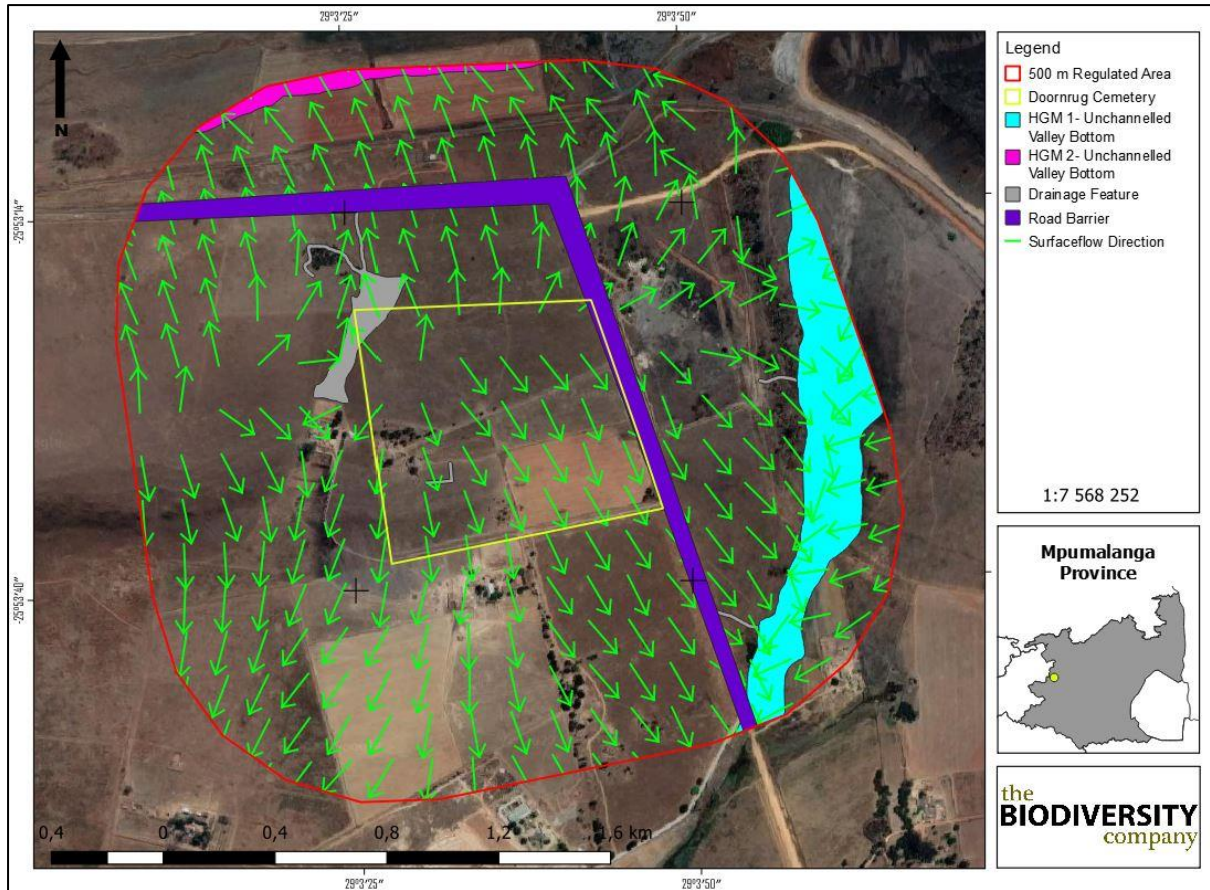 29°3'25"
29°3'50"
N
-25°53'14"
-25°53'40"
0,4
0
0,4
0,8
1,2
1,6 km
29°3'25"
29°3'50"
Legend
500 m Regulated Area
Doornrug Cemetery
HGM 1- Unchannelled
Valley Bottom
HGM 2- Unchannelled
Valley Bottom
Drainage Feature
Road Barrier
Surfaceflow Direction
1:7 568 252
Mpumalanga
Province
the
BIODIVERSITY
company